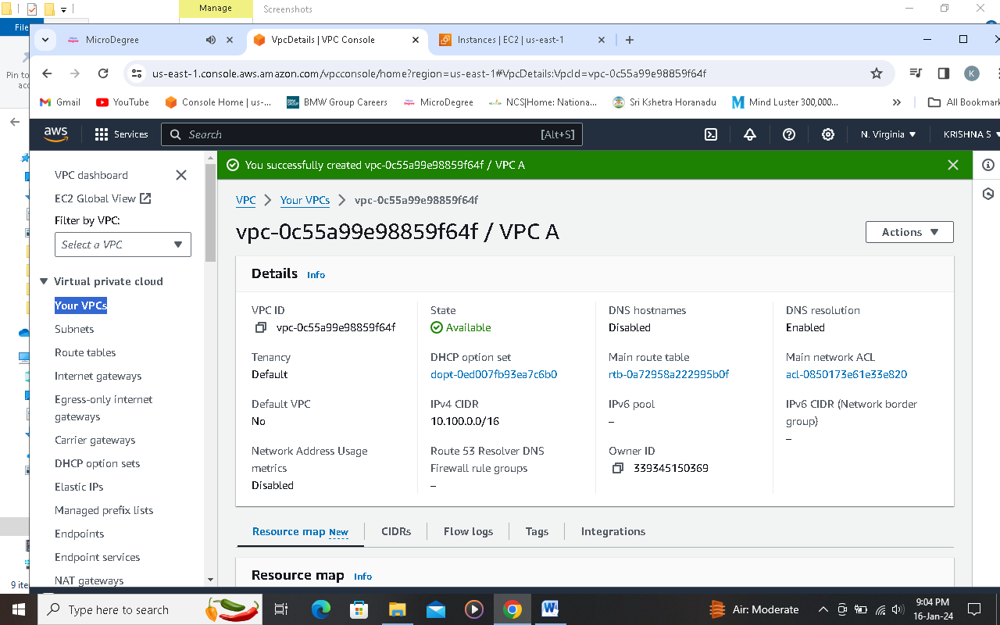 Manage
Screenshots
File
Pin to
acc
9 ite
MicroDegree
VpcDetails | VPC Console
Instances | EC2 | us-east-1
us-east-1.console.aws.amazon.com/vpcconsole/home?region=us-east-1#VpcDetails:VpcId=vpc-0c55a99e98859f64f
K
Gmail YouTube Console Home | us-... BMW Group Careers MicroDegree NCS|Home: Nationa... Sri Kshetra Horanadu Mind Luster 300,000... » All Bookmark
aws Services Search [Alt+S] N. Virginia KRISHNA S
VPC dashboard
EC2 Global View
Filter by VPC:
Select a VPC
Virtual private cloud
Your VPCs
Subnets
Route tables
Internet gateways
Egress-only internet
gateways
Carrier gateways
DHCP option sets
Elastic IPs
Managed prefix lists
Endpoints
Endpoint services
NAT gateways
You successfully created vpc-0c55a99e98859f64f / VPC A
VPC > Your VPCs > vpc-0c55a99e98859f64f
vpc-0c55a99e98859f64f / VPC A
Actions
Details Info
VPC ID
vpc-0c55a99e98859f64f
State
Available
DNS hostnames
Disabled
DNS resolution
Enabled
Tenancy
Default
DHCP option set
dopt-0ed007fb93ea7c6b0
Main route table
rtb-0a72958a222995b0f
Main network ACL
acl-0850173e61e33e820
Default VPC
No
IPv4 CIDR
10.100.0.0/16
IPv6 pool
–
IPv6 CIDR (Network border
group)
–
Network Address Usage
metrics
Disabled
Route 53 Resolver DNS
Firewall rule groups
–
Owner ID
339345150369
Resource map New CIDRs Flow logs Tags Integrations
Resource map Info
Type here to search
Air: Moderate
9:04 PM
16-Jan-24